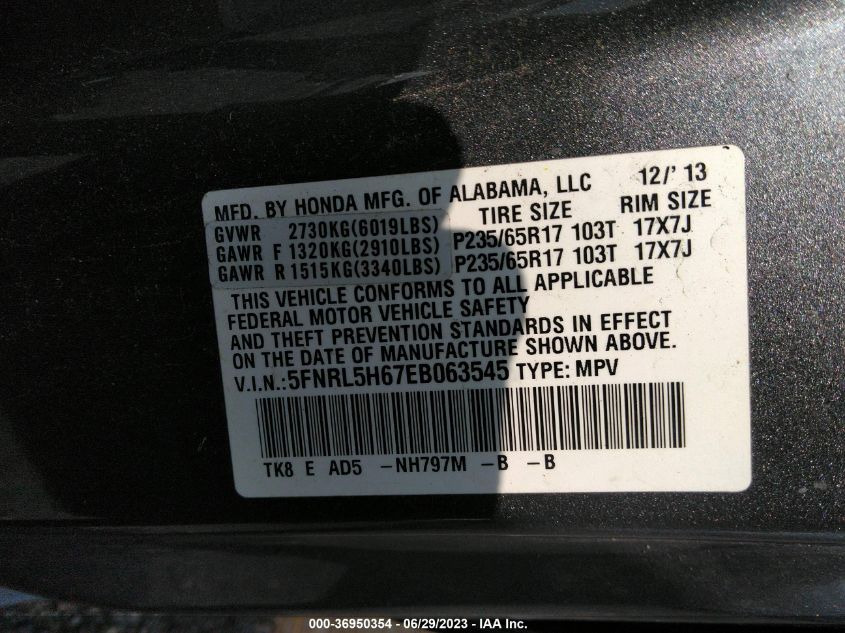 MFD. BY HONDA MFG. OF ALABAMA, LLC 12/' 13
TIRE SIZE RIM SIZE
GVWR 2730KG(6019LBS)
GAWR F 1320KG(2910LBS) P235/65R17 103T 17X7J
GAWR R 1515KG(3340LBS) P235/65R17 103T 17X7J
THIS VEHICLE CONFORMS TO ALL APPLICABLE
FEDERAL MOTOR VEHICLE SAFETY
AND THEFT PREVENTION STANDARDS IN EFFECT
ON THE DATE OF MANUFACTURE SHOWN ABOVE.
V.I.N.:5FNRL5H67EB063545 TYPE: MPV
TK8 E AD5 -NH797M -B -B
000-36950354 - 06/29/2023 - IAA Inc.